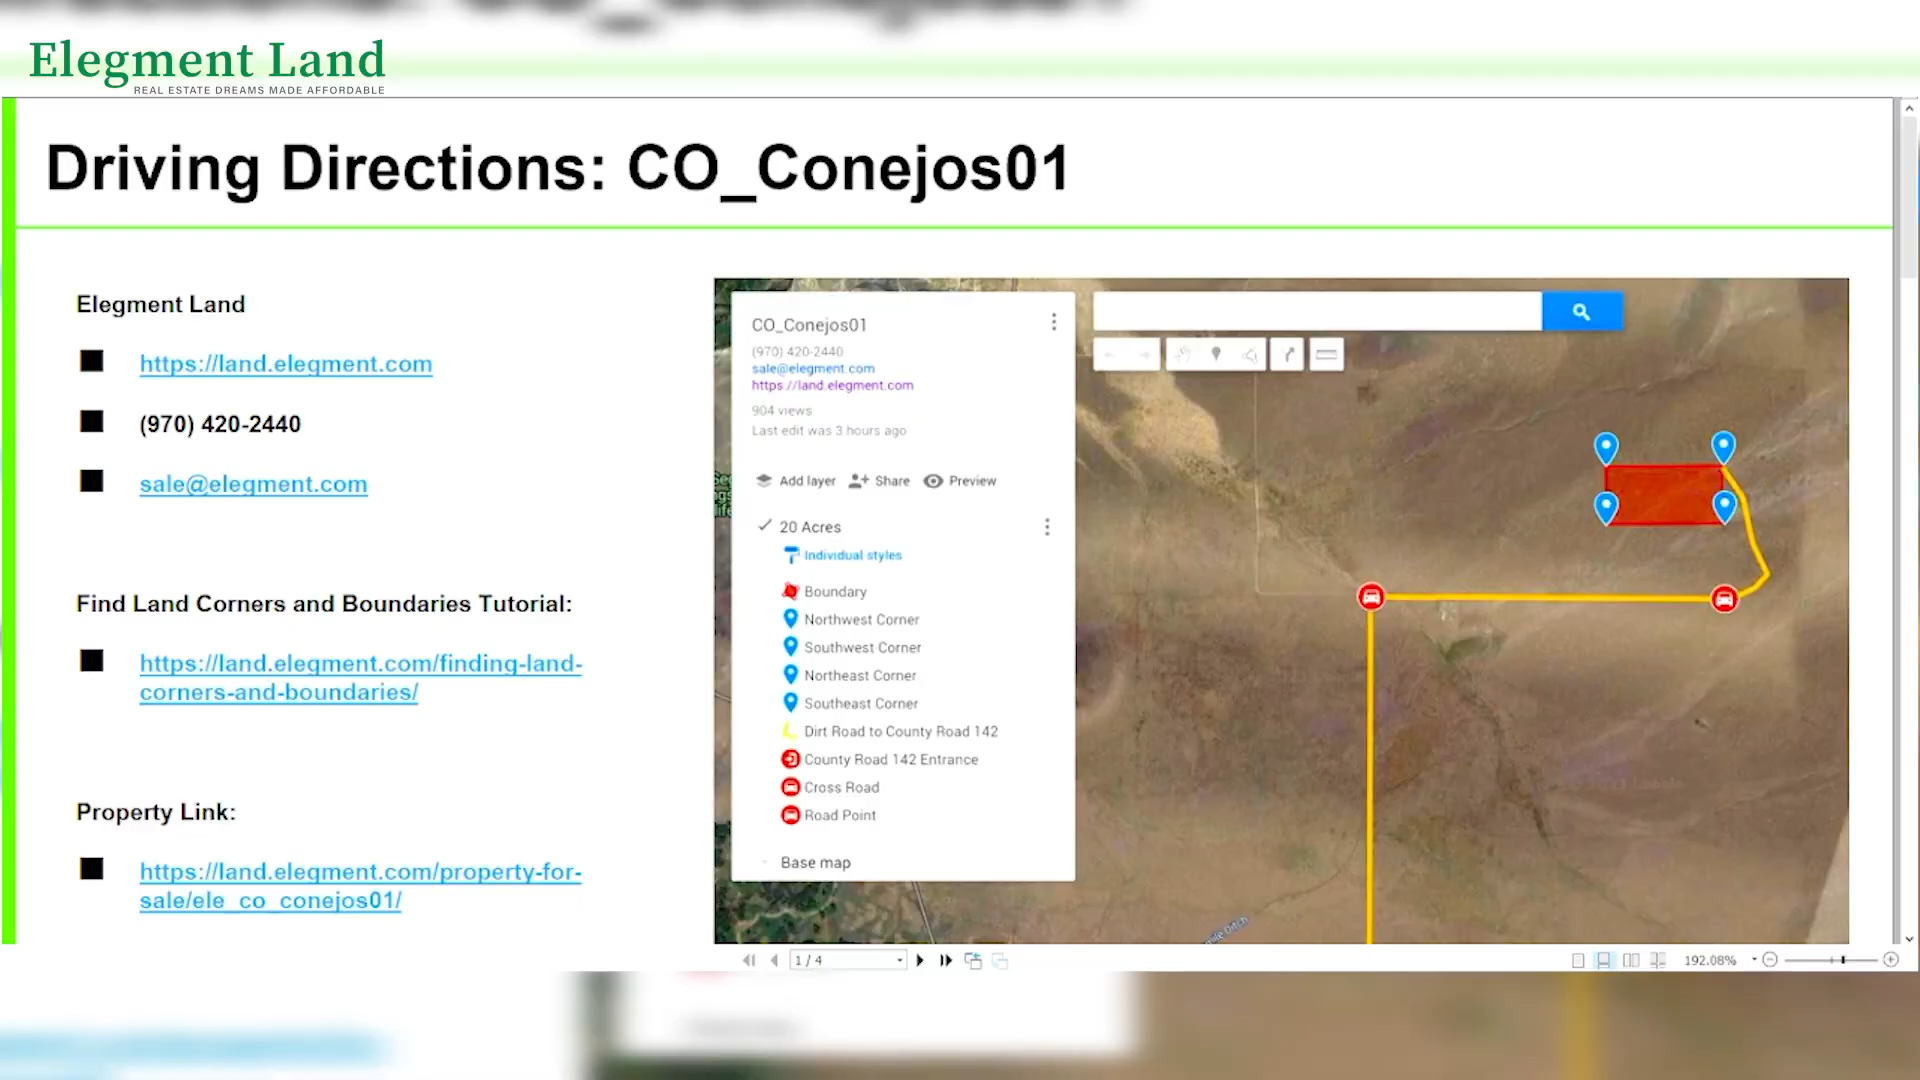 Elegment Land
REAL ESTATE DREAMS MADE AFFORDABLE
Driving Directions: CO_Conejos01
Elegment Land
https://land.elegment.com
(970) 420-2440
sale@elegment.com
Find Land Corners and Boundaries Tutorial:
https://land.elegment.com/finding-land-
corners-and-boundaries/
Property Link:
https://land.elegment.com/property-for-
sale/ele_co_conejos01/
CO_Conejos01
(970) 420-2440
sale@elegment.com
https://land.elegment.com
904 views
Last edit was 3 hours ago
Add layer Share Preview
20 Acres
Individual styles
Boundary
Northwest Corner
Southwest Corner
Northeast Corner
Southeast Corner
Dirt Road to County Road 142
County Road 142 Entrance
Cross Road
Road Point
Base map
Ditch
1 / 4
192.08%